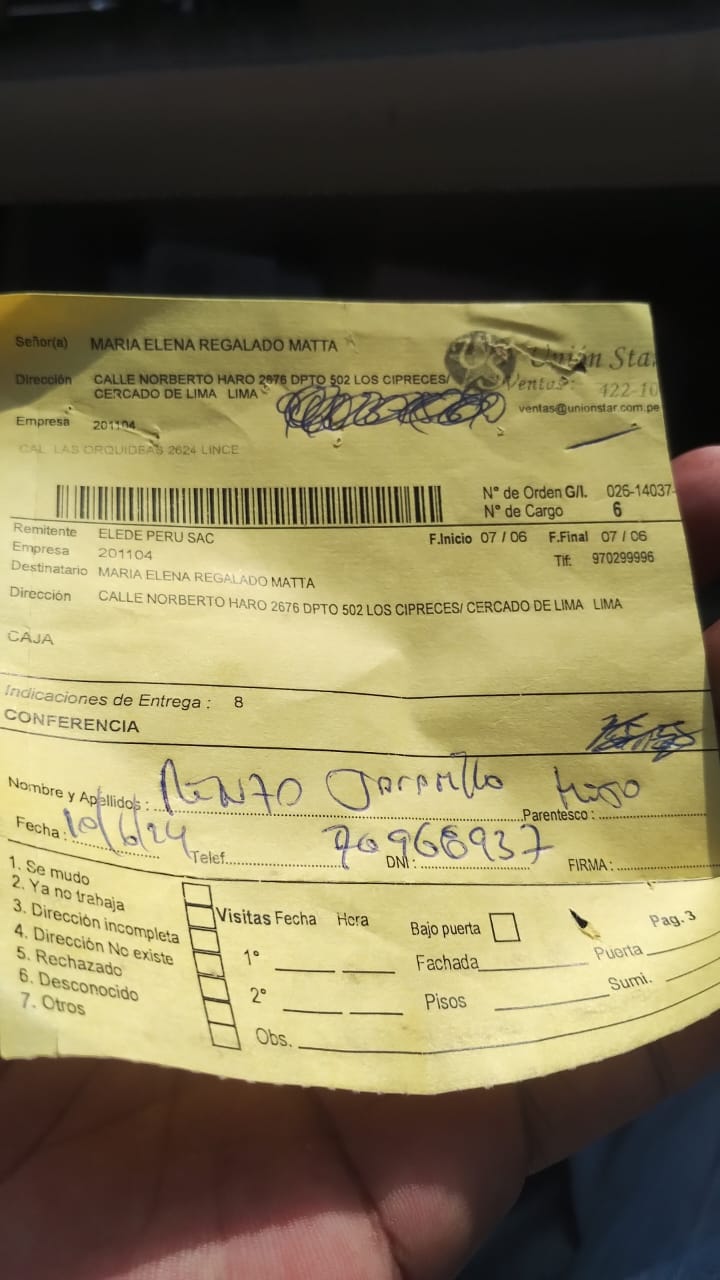 Señor(a) MARIA ELENA REGALADO MATTA
Unión Sta
Dirección CALLE NORBERTO HARO 2676 DPTO 502 LOS CIPRECES/
Ventas: 422-10
CERCADO DE LIMA LIMA
ventas@unionstar.com.pe
Empresa 201104
CAL. LAS ORQUIDEAS 2624 LINCE
N° de Orden G/I. 026-14037-
N° de Cargo 6
Remitente ELEDE PERU SAC
F.Inicio 07 / 06 F.Final 07 / 06
Empresa 201104
Tlf: 970299996
Destinatario MARIA ELENA REGALADO MATTA
Dirección CALLE NORBERTO HARO 2676 DPTO 502 LOS CIPRECES/ CERCADO DE LIMA LIMA
CAJA
Indicaciones de Entrega : 8
CONFERENCIA
Nombre y Apellidos : Renzo Jaramillo Parentesco : Hijo
Fecha : 10/6/24 Telef. DNI : 70968937 FIRMA :
1. Se mudo
2. Ya no trabaja
3. Dirección incompleta
4. Dirección No existe
5. Rechazado
6. Desconocido
7. Otros
Visitas Fecha Hora
1°
2°
Obs.
Bajo puerta
Pag. 3
Fachada Puerta
Pisos Sumi.